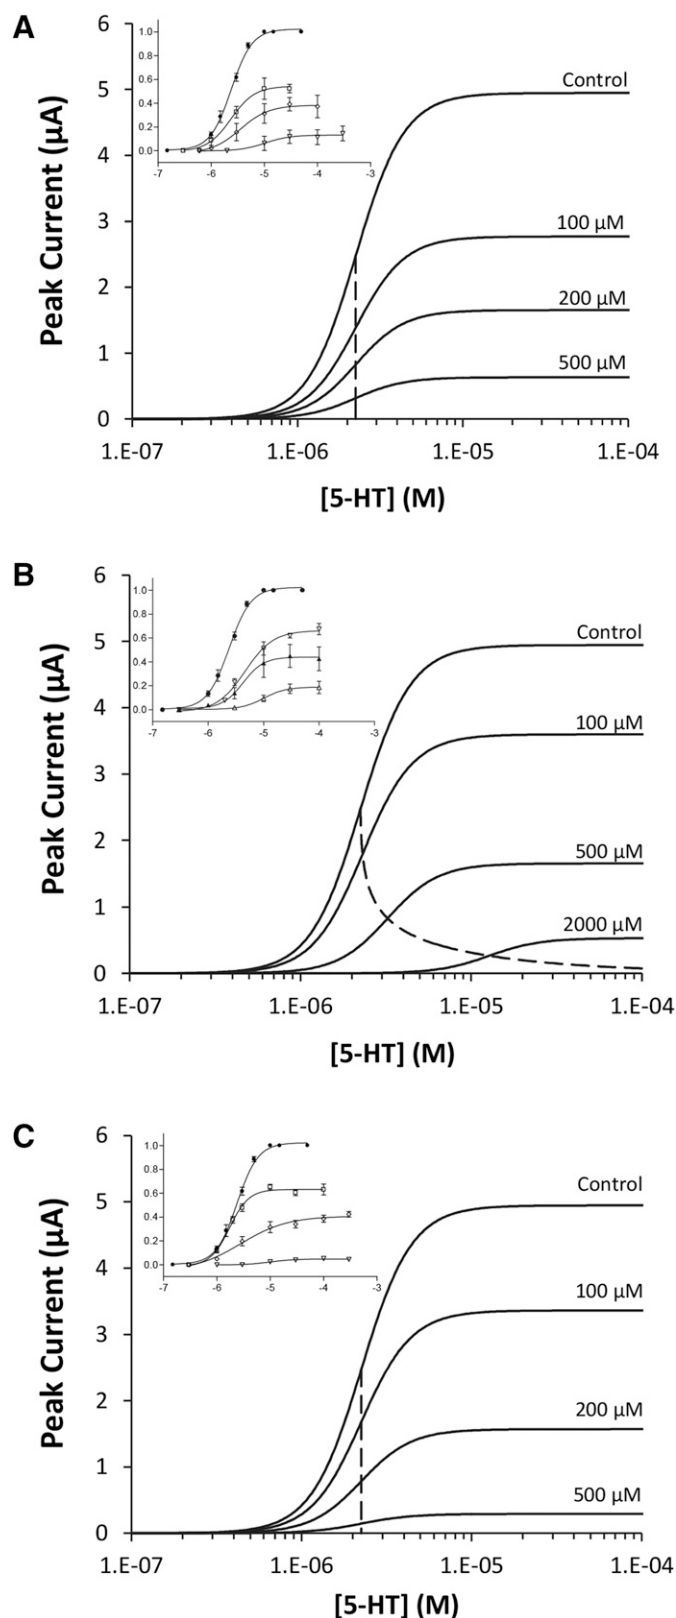 A
6
5
4
3
2
1
0
Peak Current (µA)
1.0
0.8
0.6
0.4
0.2
0.0
-7 -6 -5 -4 -3
Control
100 µM
200 µM
500 µM
1.E-07 1.E-06 1.E-05 1.E-04
[5-HT] (M)
B
6
5
4
3
2
1
0
Peak Current (µA)
1.0
0.8
0.6
0.4
0.2
0.0
-7 -6 -5 -4 -3
Control
100 µM
500 µM
2000 µM
1.E-07 1.E-06 1.E-05 1.E-04
[5-HT] (M)
C
6
5
4
3
2
1
0
Peak Current (µA)
1.0
0.8
0.6
0.4
0.2
0.0
-7 -6 -5 -4 -3
Control
100 µM
200 µM
500 µM
1.E-07 1.E-06 1.E-05 1.E-04
[5-HT] (M)